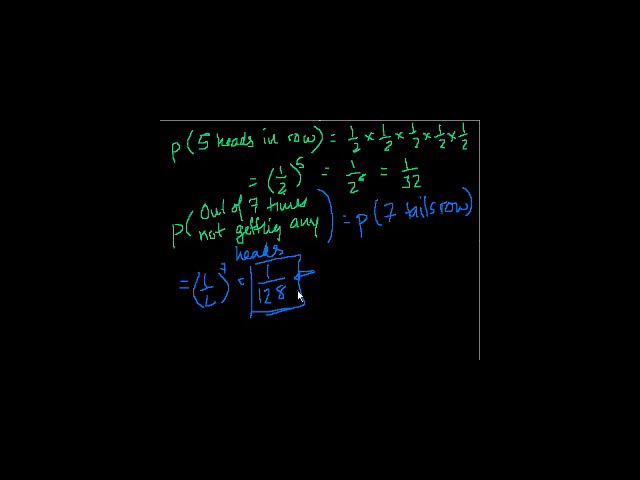 P(5 heads in row) = 1/2 × 1/2 × 1/2 × 1/2 × 1/2
= (1/2)^5 = 1/2^5 = 1/32
P(Out of 7 times not getting any heads) = P(7 tails row)
= (1/2)^7 = 1/128